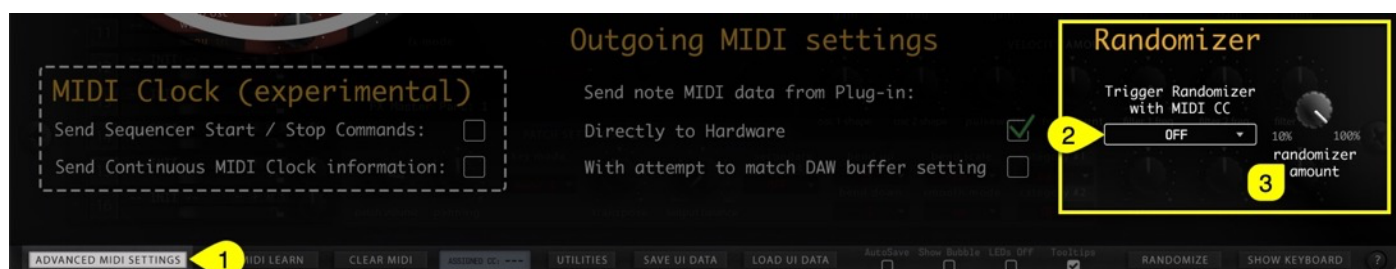 Outgoing MIDI settings
Randomizer
MIDI Clock (experimental)
Send note MIDI data from Plug-in:
Trigger Randomizer
with MIDI CC
Send Sequencer Start / Stop Commands:
Directly to Hardware
2
OFF
10%
100%
Send Continuous MIDI Clock information:
With attempt to match DAW buffer setting
randomizer
amount
3
ADVANCED MIDI SETTINGS
1
MIDI LEARN
CLEAR MIDI
ASSIGNED CC: ---
UTILITIES
SAVE UI DATA
LOAD UI DATA
AutoSave
Show Bubble
LEDs Off
Tooltips
RANDOMIZE
SHOW KEYBOARD
?